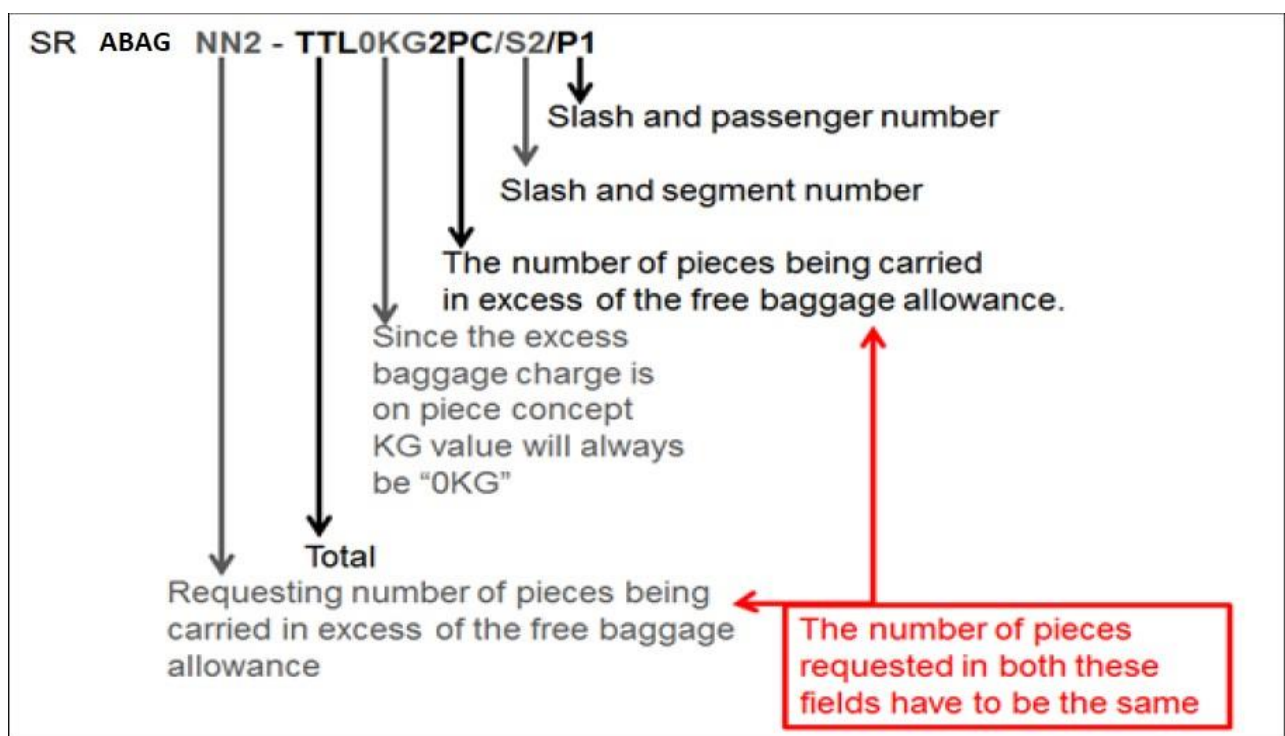 SR ABAG NN2 - TTL0KG2PC/S2/P1
Slash and passenger number
Slash and segment number
The number of pieces being carried
in excess of the free baggage allowance.
Since the excess
baggage charge is
on piece concept
KG value will always
be “0KG”
Total
Requesting number of pieces being
carried in excess of the free baggage
allowance
The number of pieces
requested in both these
fields have to be the same